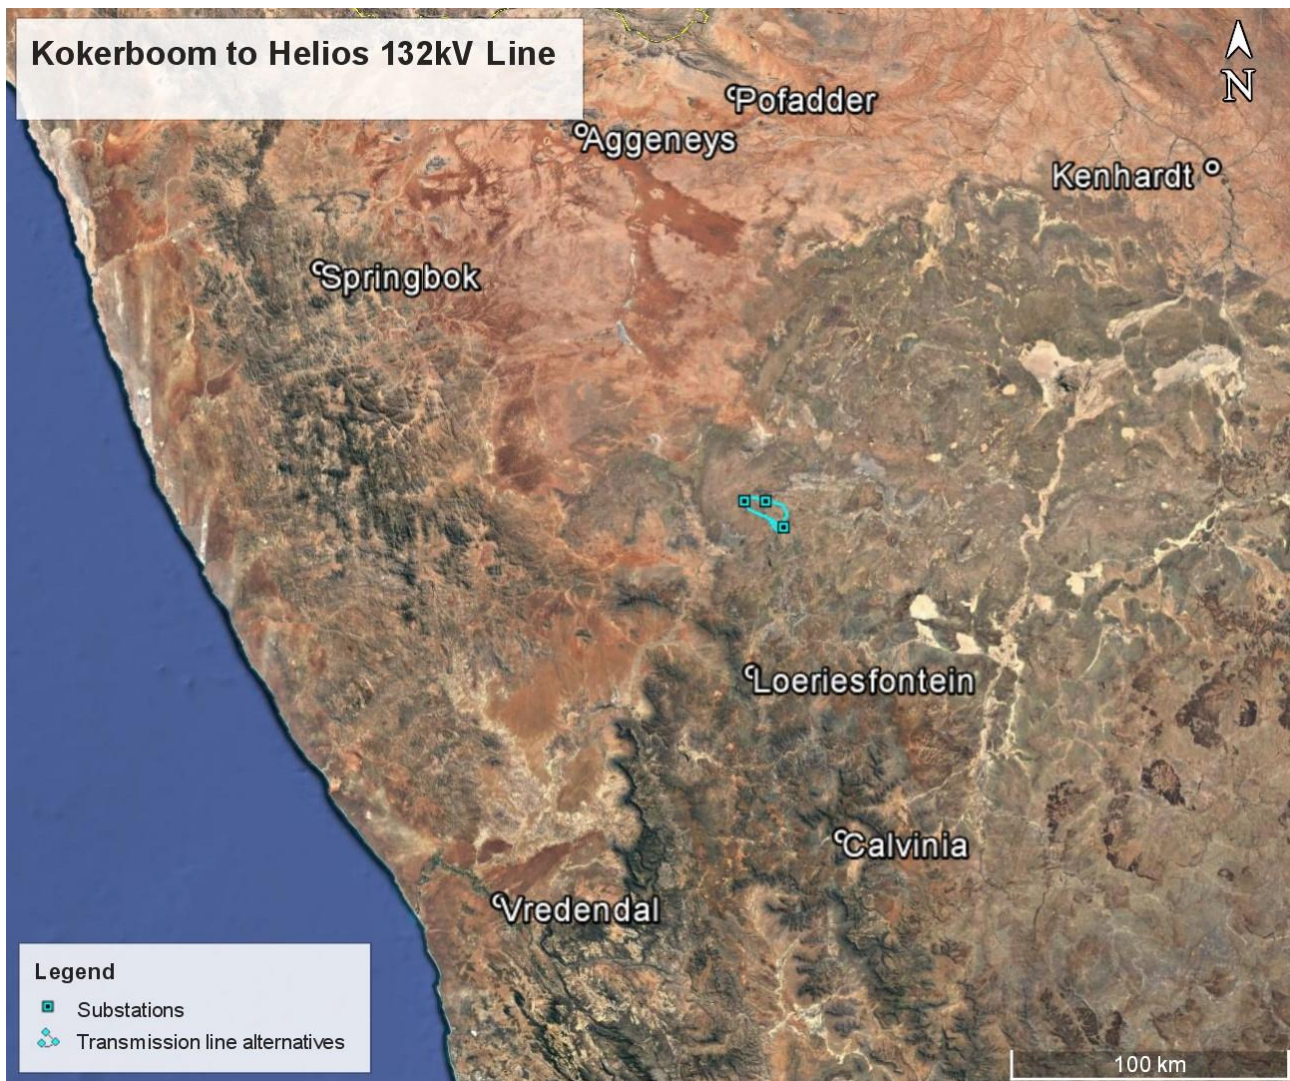 Kokerboom to Helios 132kV Line
N
Pofadder
Aggeneys
Kenhardt
Springbok
Loeriesfontein
Calvinia
Vredendal
Legend
Substations
Transmission line alternatives
100 km